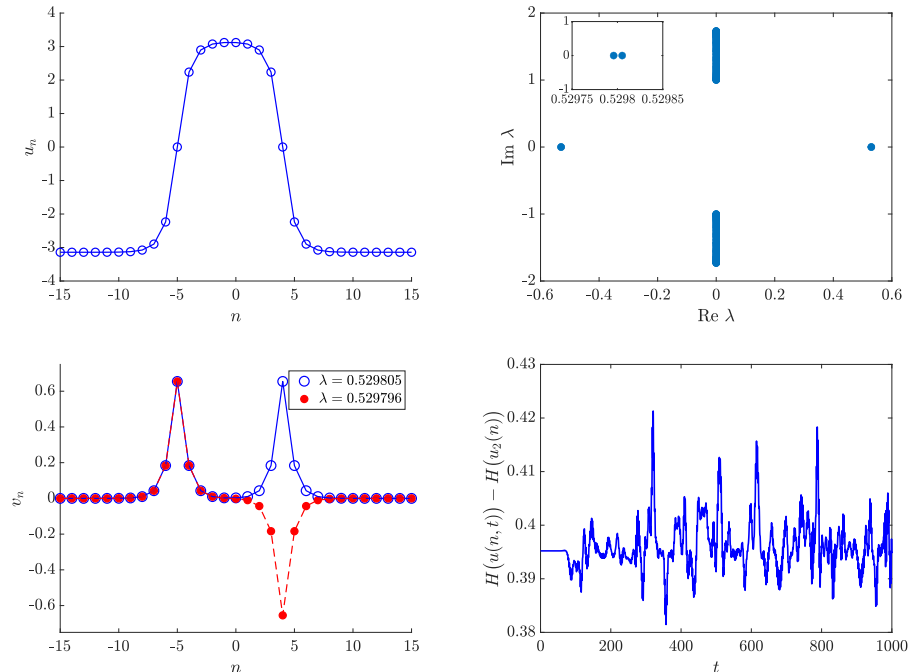 4
3
2
1
0
-1
-2
-3
-4
u_n
-15 -10 -5 0 5 10 15
n
2
1
0
-1
-2
Im λ
1
0
-1
0.52975 0.5298 0.52985
-0.6 -0.4 -0.2 0 0.2 0.4 0.6
Re λ
0.6
0.4
0.2
0
-0.2
-0.4
-0.6
v_n
λ = 0.529805
λ = 0.529796
-15 -10 -5 0 5 10 15
n
0.43
0.42
0.41
0.4
0.39
0.38
H(u(n, t)) − H(u_2(n))
0 200 400 600 800 1000
t